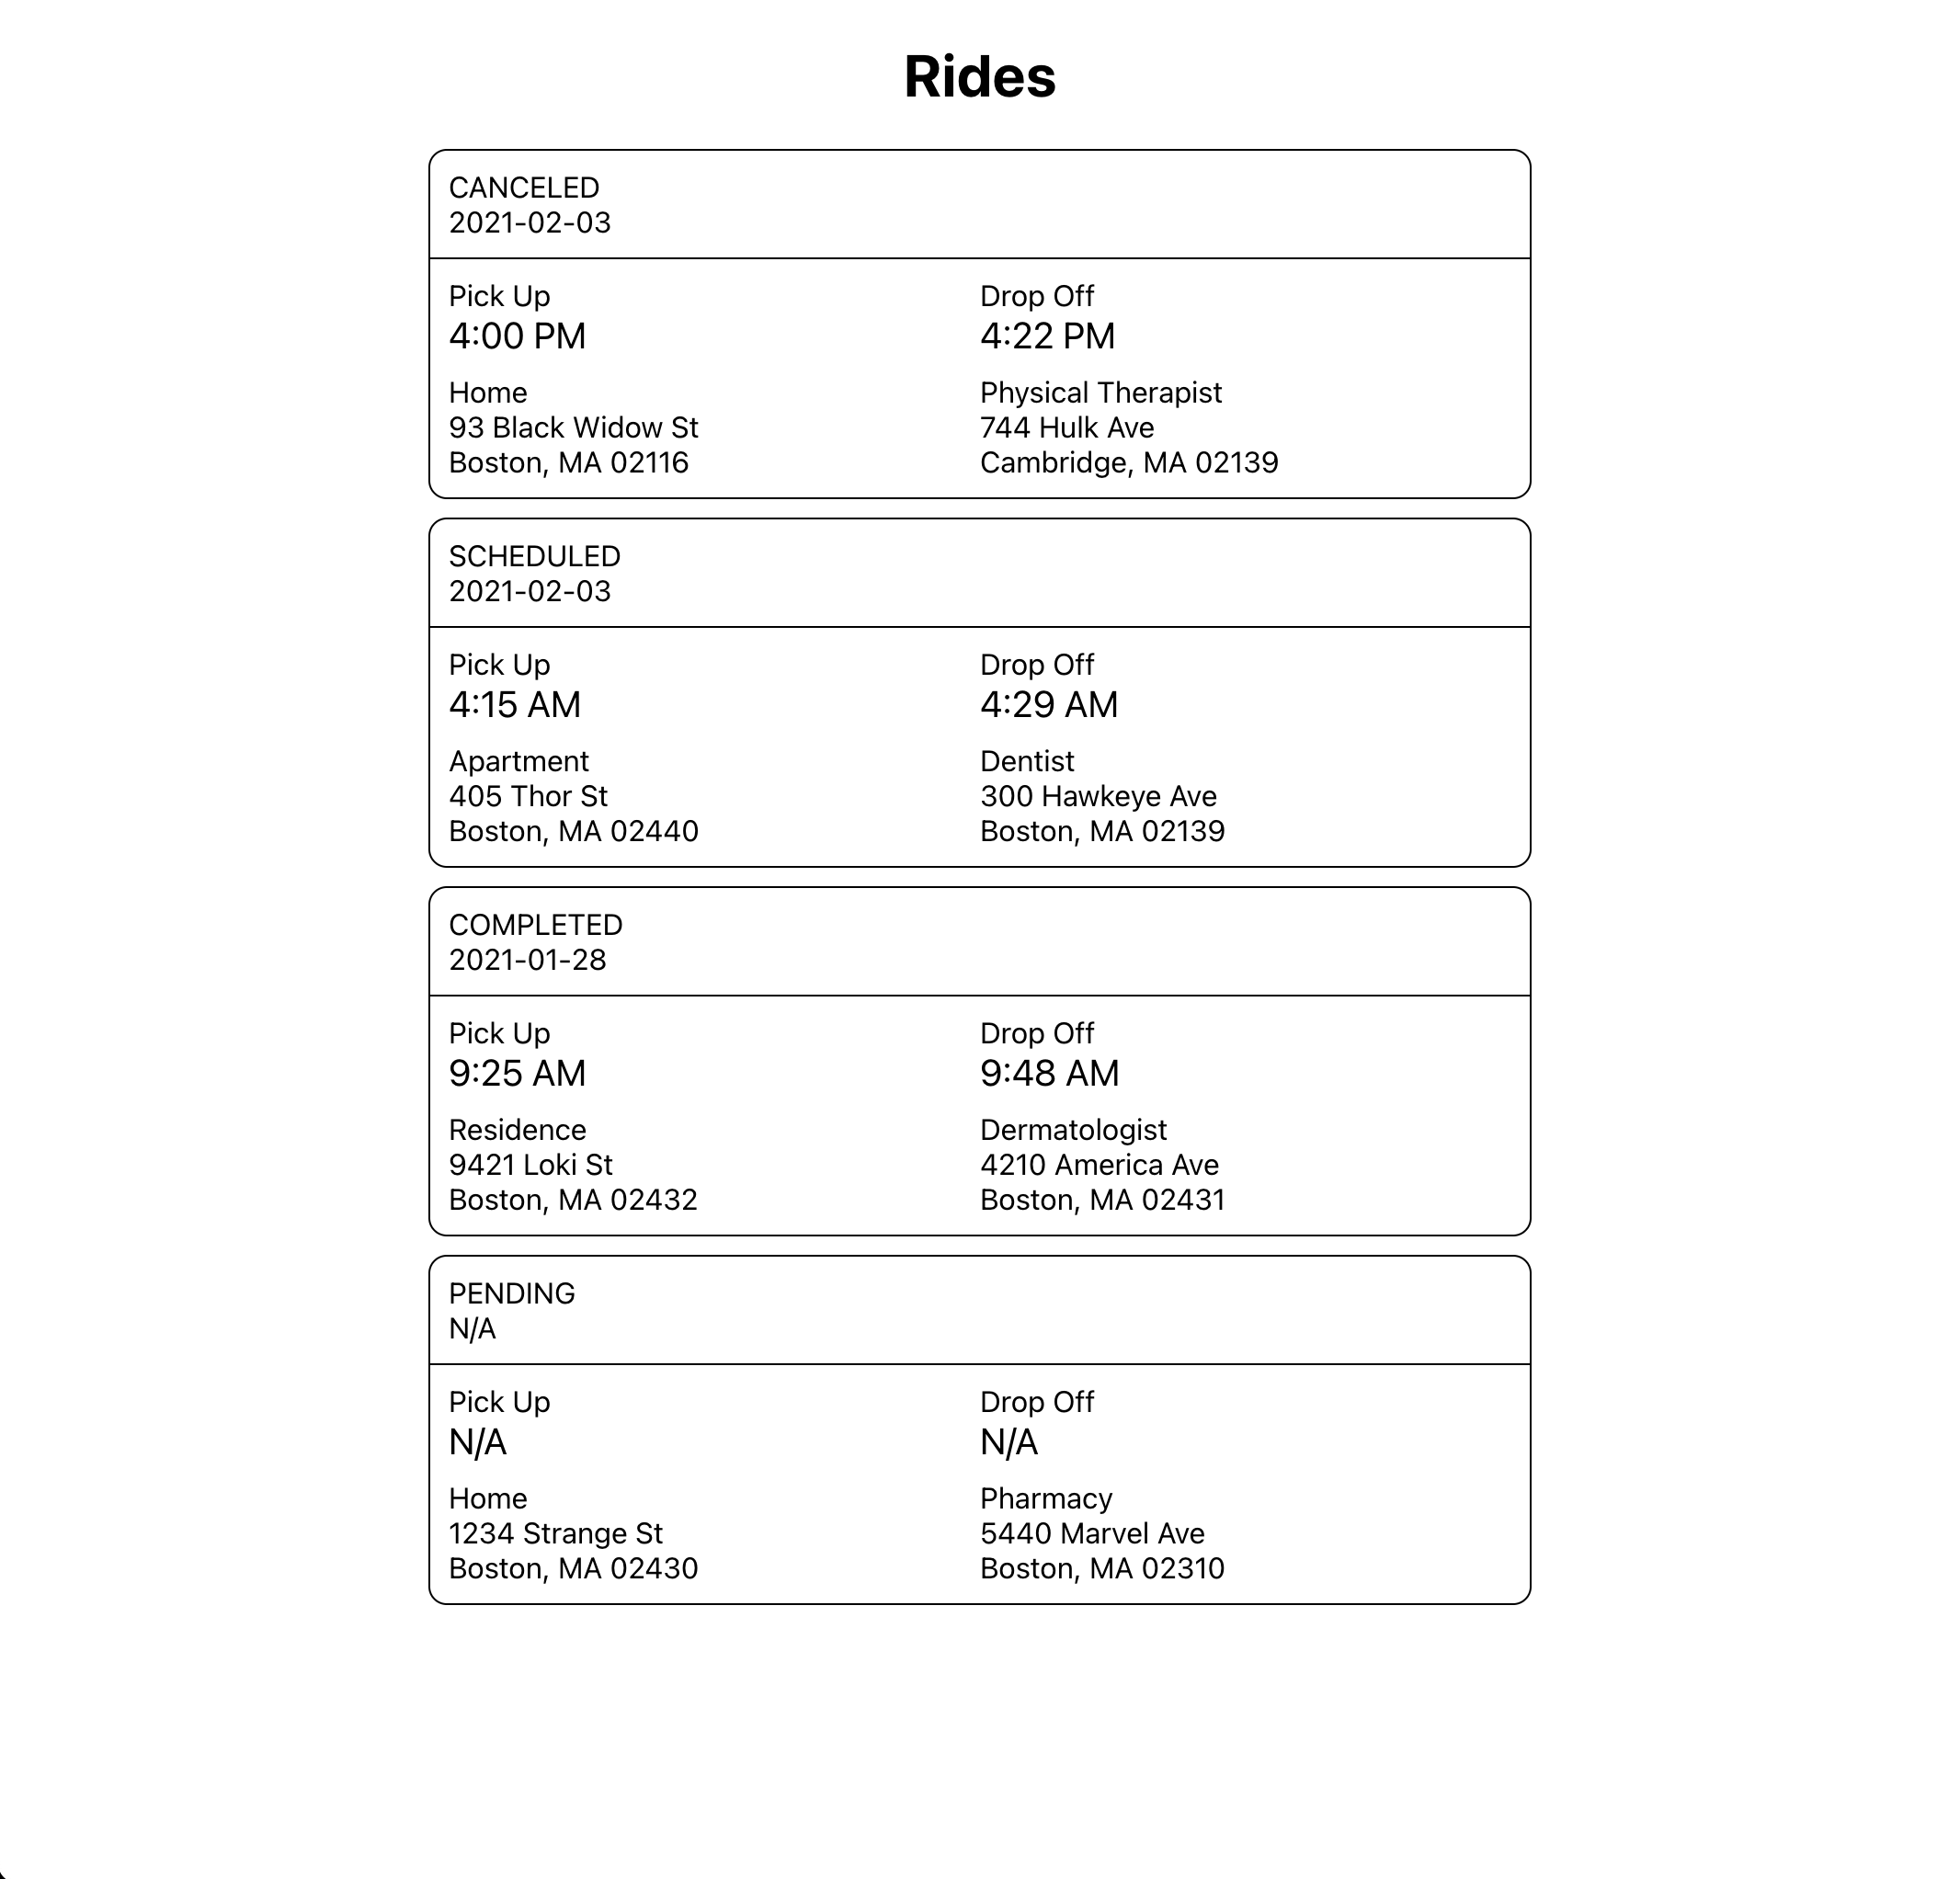 Rides
CANCELED
2021-02-03
Pick Up
4:00 PM
Home
93 Black Widow St
Boston, MA 02116
Drop Off
4:22 PM
Physical Therapist
744 Hulk Ave
Cambridge, MA 02139
SCHEDULED
2021-02-03
Pick Up
4:15 AM
Apartment
405 Thor St
Boston, MA 02440
Drop Off
4:29 AM
Dentist
300 Hawkeye Ave
Boston, MA 02139
COMPLETED
2021-01-28
Pick Up
9:25 AM
Residence
9421 Loki St
Boston, MA 02432
Drop Off
9:48 AM
Dermatologist
4210 America Ave
Boston, MA 02431
PENDING
N/A
Pick Up
N/A
Home
1234 Strange St
Boston, MA 02430
Drop Off
N/A
Pharmacy
5440 Marvel Ave
Boston, MA 02310